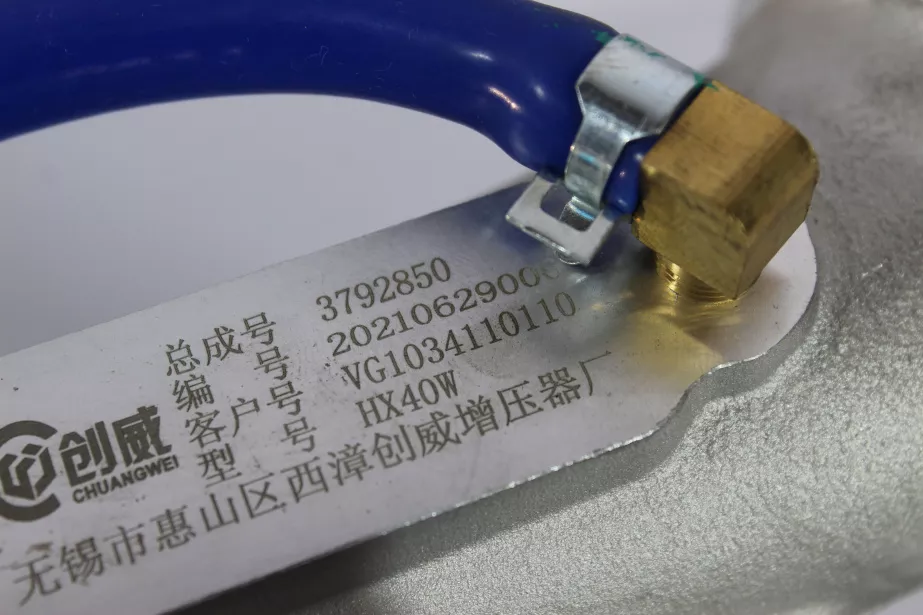 总成号 3792850
编 号 2021062900
客户号 VG1034110110
型 号 HX40W
创威
CHUANGWEI
无锡市惠山区西漳创威增压器厂